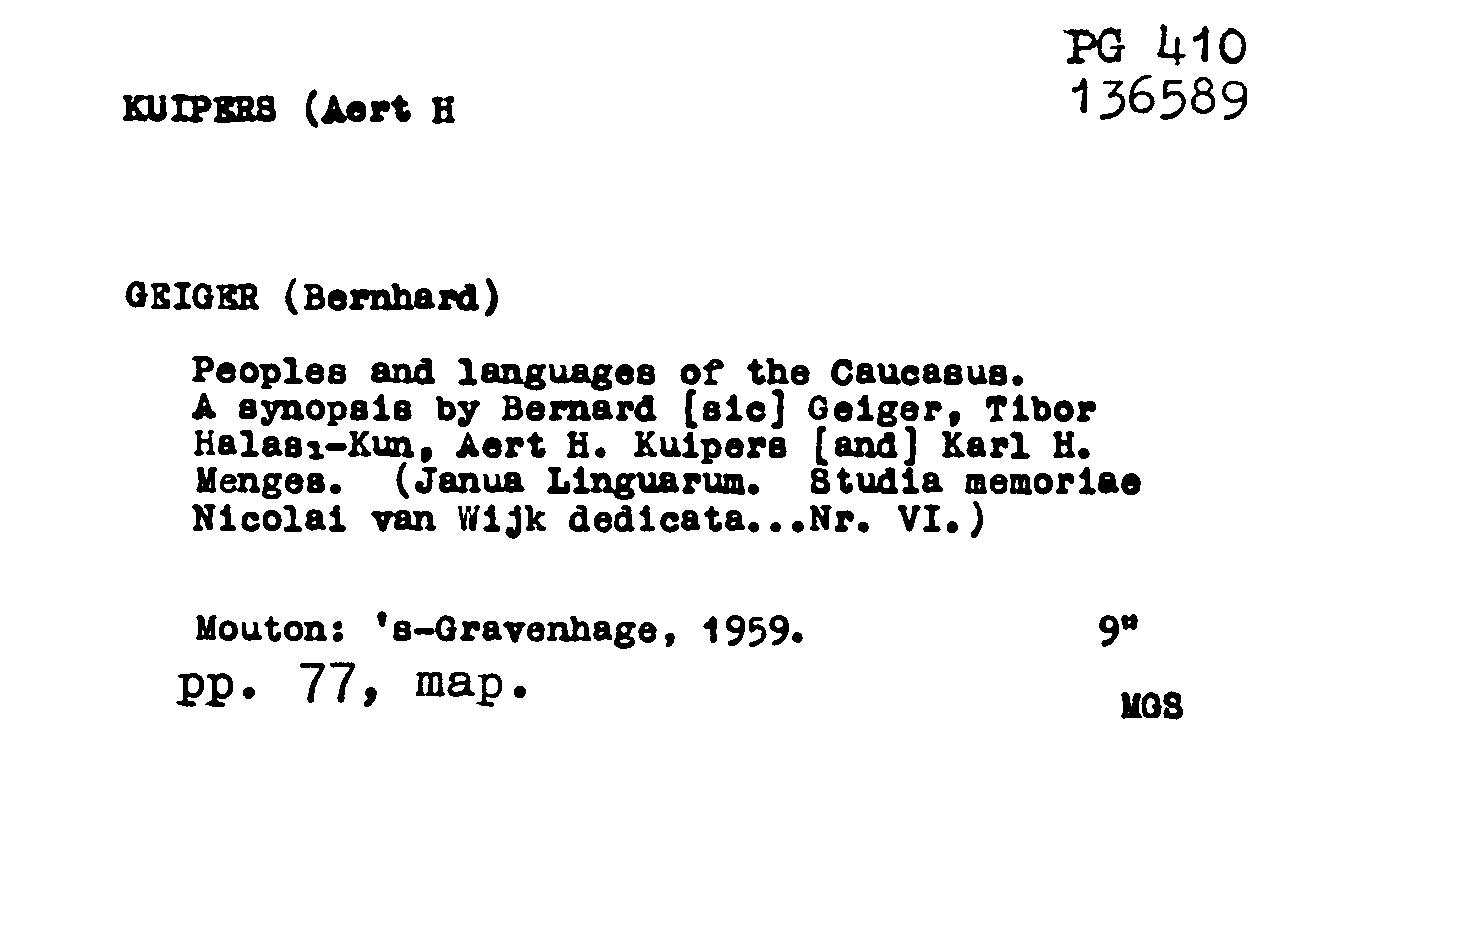 PG 410
136589
KUIPERS (Aert H
GEIGER (Bernhard)
Peoples and languages of the Caucasus.
A synopsis by Bernard [sic] Geiger, Tibor
Halası-Kun, Aert H. Kuipers [and] Karl H.
Menges. (Janua Linguarum. Studia memoriae
Nicolai van Wijk dedicata...Nr. VI.)
Mouton: 's-Gravenhage, 1959. 9"
pp. 77, map.
MGS